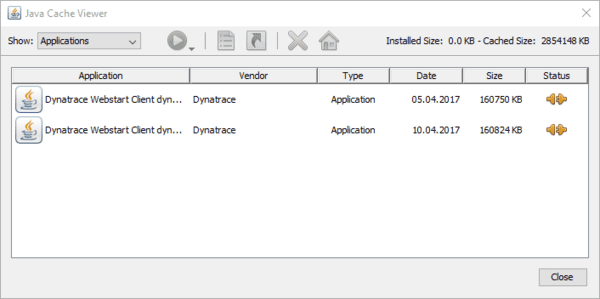 Java Cache Viewer
Show: Applications Installed Size: 0.0 KB - Cached Size: 2854148 KB
Application Vendor Type Date Size Status
Dynatrace Webstart Client dyn... Dynatrace Application 05.04.2017 160750 KB
Dynatrace Webstart Client dyn... Dynatrace Application 10.04.2017 160824 KB
Close